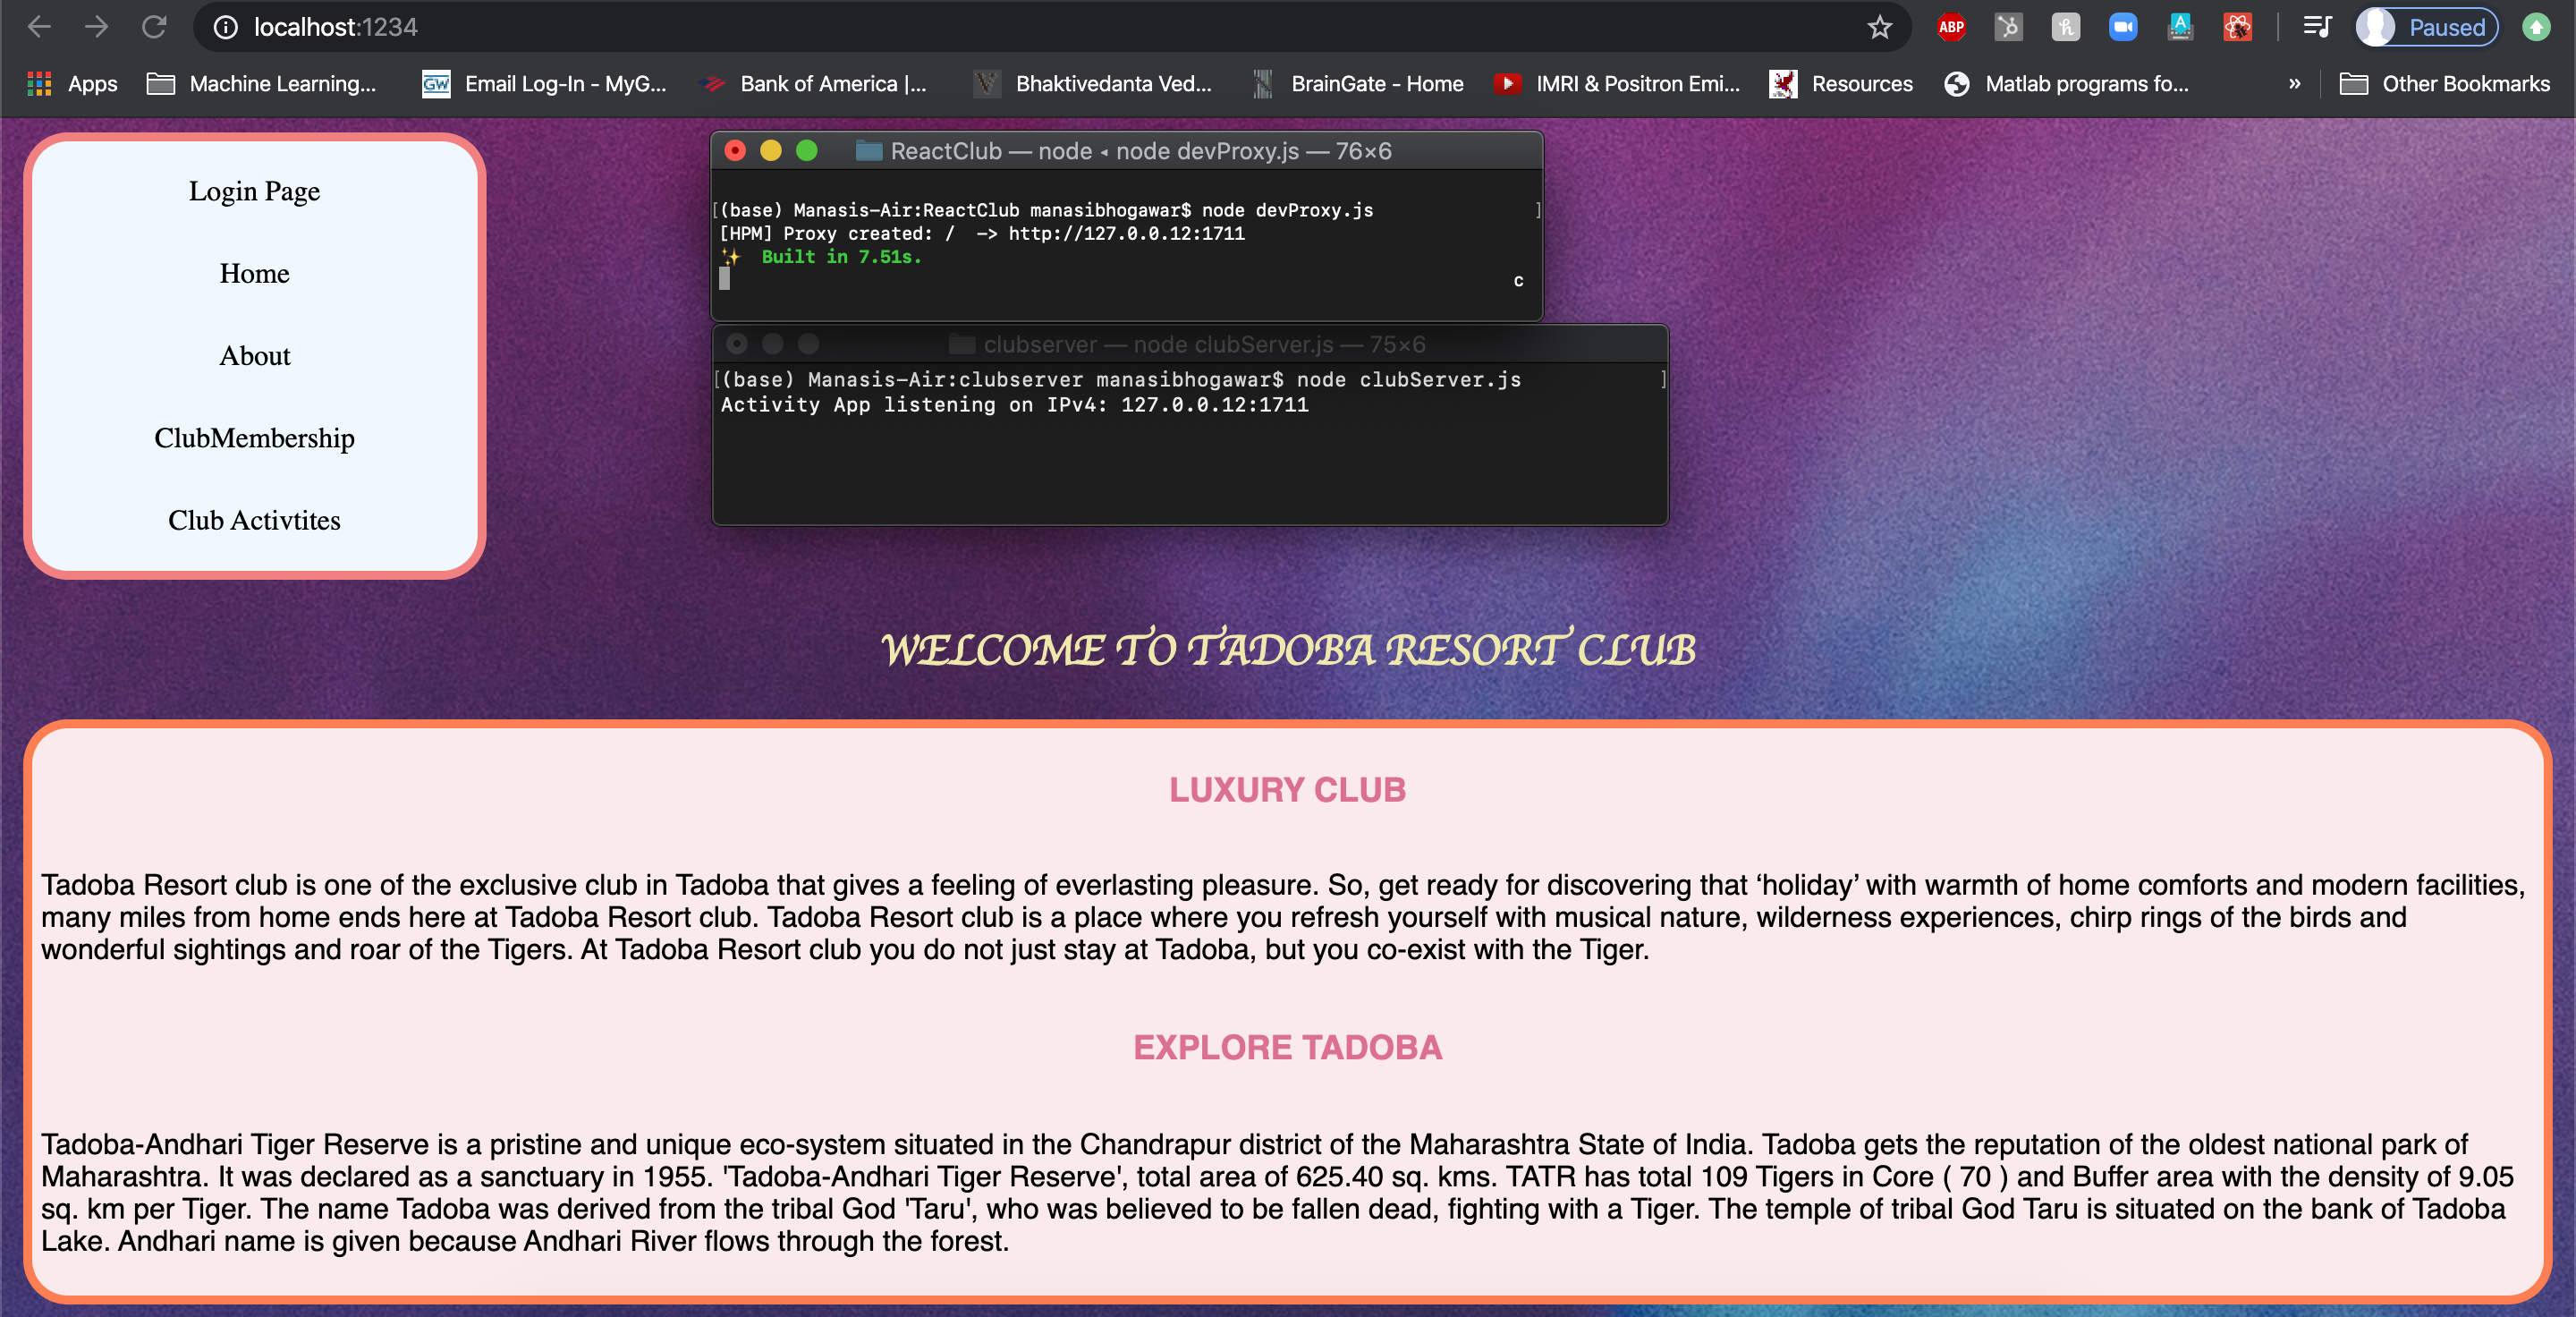 localhost:1234
ABP
Paused
Apps
Machine Learning...
GW
Email Log-In - MyG...
Bank of America |...
Bhaktivedanta Ved...
BrainGate - Home
IMRI & Positron Emi...
Resources
Matlab programs fo...
»
Other Bookmarks
Login Page
Home
About
ClubMembership
Club Activtites
ReactClub — node ◂ node devProxy.js — 76×6
[(base) Manasis-Air:ReactClub manasibhogawar$ node devProxy.js ]
[HPM] Proxy created: /  -> http://127.0.0.12:1711
✨ Built in 7.51s.
c
clubserver — node clubServer.js — 75×6
[(base) Manasis-Air:clubserver manasibhogawar$ node clubServer.js ]
Activity App listening on IPv4: 127.0.0.12:1711
WELCOME TO TADOBA RESORT CLUB
LUXURY CLUB
Tadoba Resort club is one of the exclusive club in Tadoba that gives a feeling of everlasting pleasure. So, get ready for discovering that ‘holiday’ with warmth of home comforts and modern facilities,
many miles from home ends here at Tadoba Resort club. Tadoba Resort club is a place where you refresh yourself with musical nature, wilderness experiences, chirp rings of the birds and
wonderful sightings and roar of the Tigers. At Tadoba Resort club you do not just stay at Tadoba, but you co-exist with the Tiger.
EXPLORE TADOBA
Tadoba-Andhari Tiger Reserve is a pristine and unique eco-system situated in the Chandrapur district of the Maharashtra State of India. Tadoba gets the reputation of the oldest national park of
Maharashtra. It was declared as a sanctuary in 1955. 'Tadoba-Andhari Tiger Reserve', total area of 625.40 sq. kms. TATR has total 109 Tigers in Core ( 70 ) and Buffer area with the density of 9.05
sq. km per Tiger. The name Tadoba was derived from the tribal God 'Taru', who was believed to be fallen dead, fighting with a Tiger. The temple of tribal God Taru is situated on the bank of Tadoba
Lake. Andhari name is given because Andhari River flows through the forest.